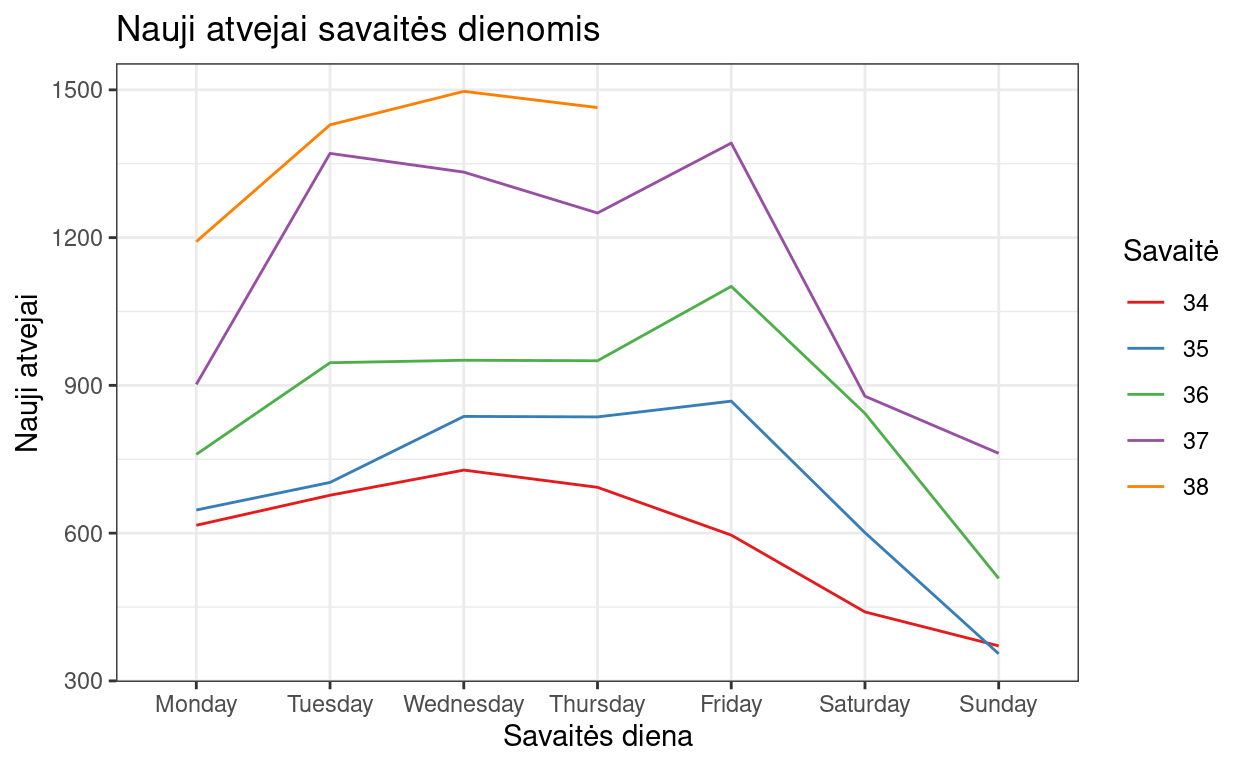 Nauji atvejai savaitės dienomis
Nauji atvejai
1500
1200
900
600
300
Monday Tuesday Wednesday Thursday Friday Saturday Sunday
Savaitės diena
Savaitė
34
35
36
37
38